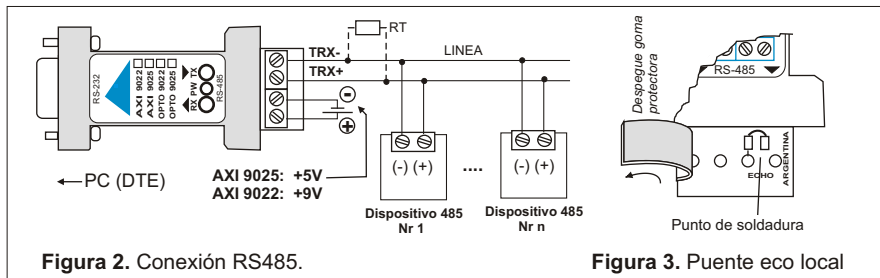 RT
TRX-
LINEA
TRX+
RS-232
AXI 9022
AXI 9025
OPTO 9022
OPTO 9025
RX PW TX
RS-485
-
+
← PC (DTE)
AXI 9025: +5V
AXI 9022: +9V
(-) (+)
....
(-) (+)
Dispositivo 485
Nr 1
Dispositivo 485
Nr n
Figura 2. Conexión RS485.
Despegue goma
protectora
RS-485
ECHO
ARGENTINA
Punto de soldadura
Figura 3. Puente eco local